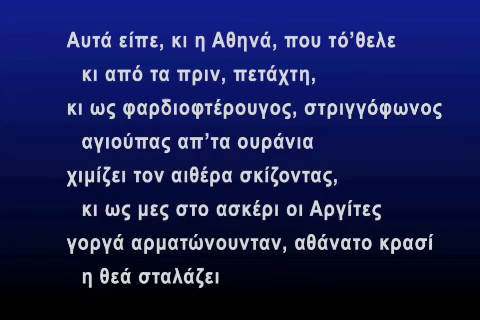 Αυτά είπε, κι η Αθηνά, που τό'θελε
κι από τα πριν, πετάχτη,
κι ως φαρδιοφτέρουγος, στριγγόφωνος
αγιούπας απ'τα ουράνια
χιμίζει τον αιθέρα σκίζοντας,
κι ως μες στο ασκέρι οι Αργίτες
γοργά αρματώνουνταν, αθάνατο κρασί
η θεά σταλάζει